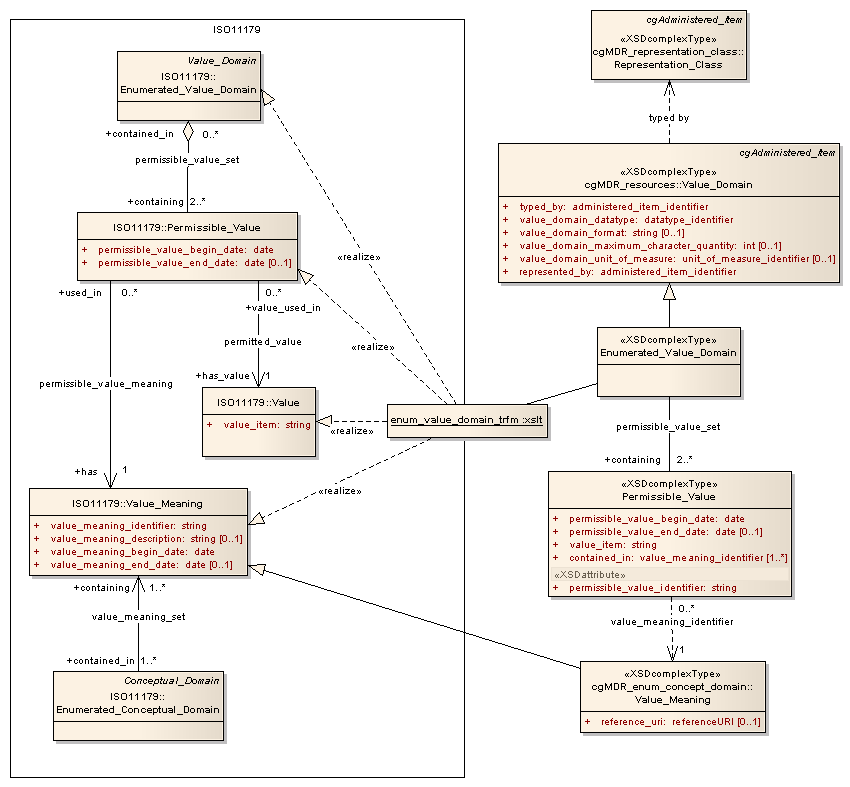 ISO11179
Value_Domain
ISO11179::
Enumerated_Value_Domain
+contained_in
0..*
permissible_value_set
+containing
2..*
ISO11179::Permissible_Value
+ permissible_value_begin_date: date
+ permissible_value_end_date: date [0..1]
+used_in
0..*
0..*
+value_used_in
permitted_value
+has_value
1
permissible_value_meaning
+has
1
ISO11179::Value
+ value_item: string
«realize»
«realize»
«realize»
«realize»
enum_value_domain_trfm :xslt
ISO11179::Value_Meaning
+ value_meaning_identifier: string
+ value_meaning_description: string [0..1]
+ value_meaning_begin_date: date
+ value_meaning_end_date: date [0..1]
+containing
1..*
value_meaning_set
+contained_in
1..*
Conceptual_Domain
ISO11179::
Enumerated_Conceptual_Domain
cgAdministered_Item
«XSDcomplexType»
cgMDR_representation_class::
Representation_Class
typed by
cgAdministered_Item
«XSDcomplexType»
cgMDR_resources::Value_Domain
+ typed_by: administered_item_identifier
+ value_domain_datatype: datatype_identifier
+ value_domain_format: string [0..1]
+ value_domain_maximum_character_quantity: int [0..1]
+ value_domain_unit_of_measure: unit_of_measure_identifier [0..1]
+ represented_by: administered_item_identifier
«XSDcomplexType»
Enumerated_Value_Domain
permissible_value_set
+containing
2..*
«XSDcomplexType»
Permissible_Value
+ permissible_value_begin_date: date
+ permissible_value_end_date: date [0..1]
+ value_item: string
+ contained_in: value_meaning_identifier [1..*]
«XSDattribute»
+ permissible_value_identifier: string
0..*
value_meaning_identifier
1
«XSDcomplexType»
cgMDR_enum_concept_domain::
Value_Meaning
+ reference_uri: referenceURI [0..1]